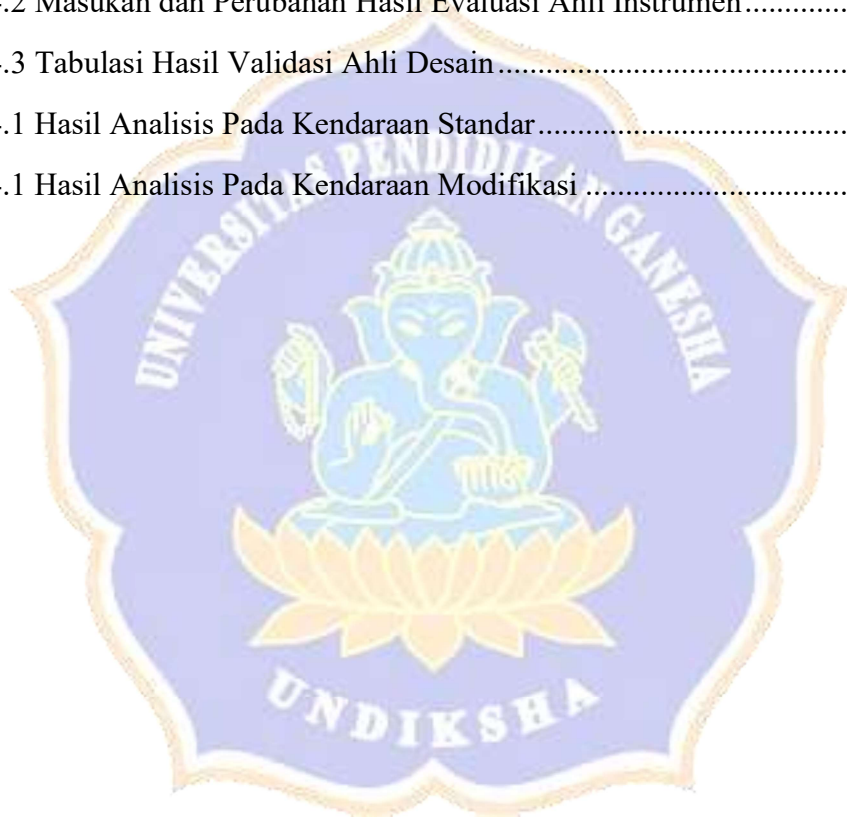 .2 Masukan dan Perubahan Hasil Evaluasi Ahli Instrumen.............
.3 Tabulasi Hasil Validasi Ahli Desain............................................
.1 Hasil Analisis Pada Kendaraan Standar.......................................
.1 Hasil Analisis Pada Kendaraan Modifikasi .................................
UNIVERSITAS PENDIDIKAN GANESHA
UNDIKSHA